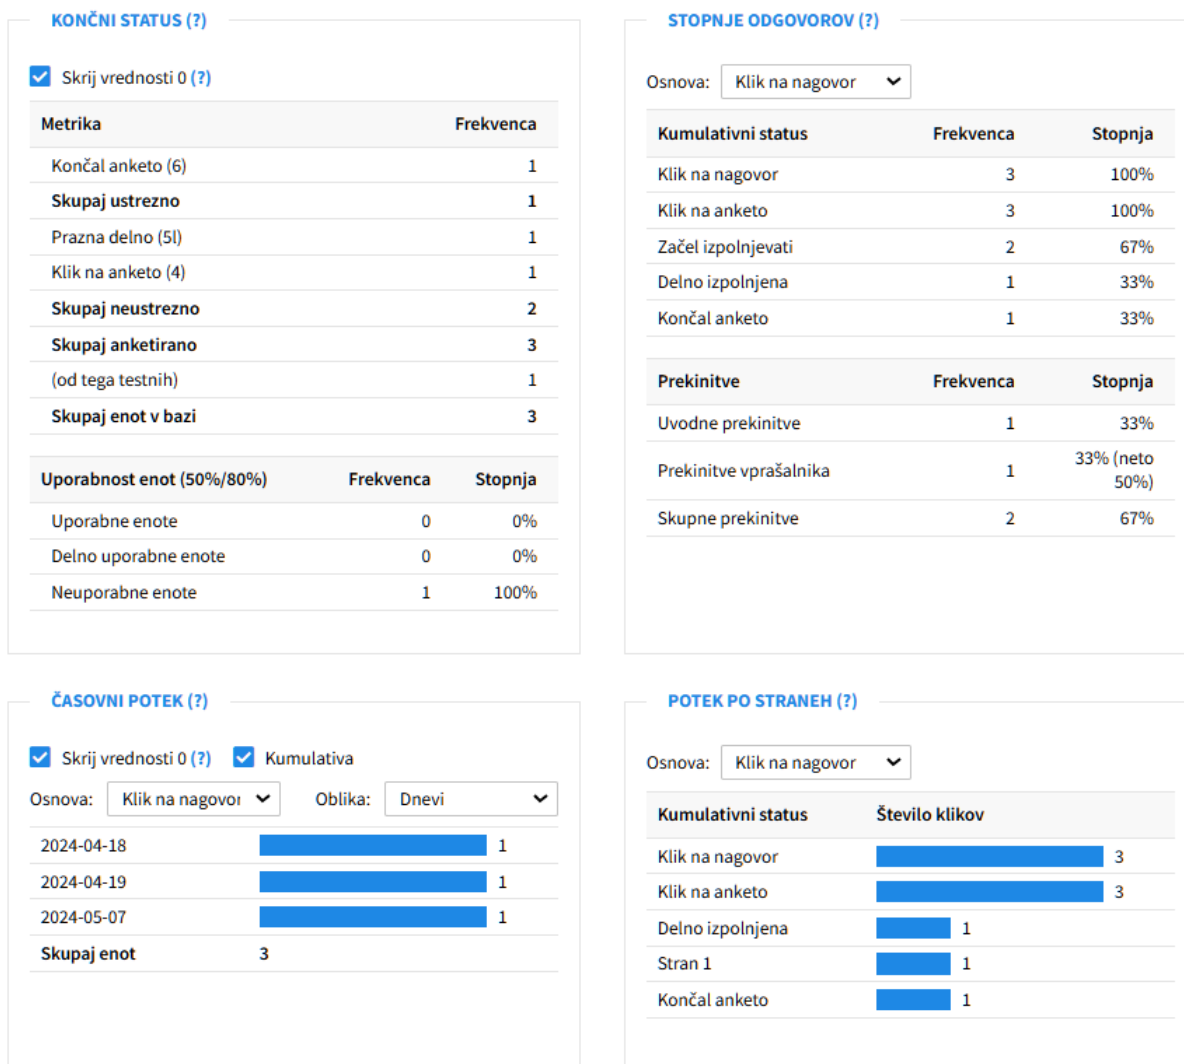 KONČNI STATUS (?)
Skrij vrednosti 0 (?)
Metrika Frekvenca
Končal anketo (6) 1
Skupaj ustrezno 1
Prazna delno (5l) 1
Klik na anketo (4) 1
Skupaj neustrezno 2
Skupaj anketirano 3
(od tega testnih) 1
Skupaj enot v bazi 3
Uporabnost enot (50%/80%) Frekvenca Stopnja
Uporabne enote 0 0%
Delno uporabne enote 0 0%
Neuporabne enote 1 100%
STOPNJE ODGOVOROV (?)
Osnova: Klik na nagovor
Kumulativni status Frekvenca Stopnja
Klik na nagovor 3 100%
Klik na anketo 3 100%
Začel izpolnjevati 2 67%
Delno izpolnjena 1 33%
Končal anketo 1 33%
Prekinitve Frekvenca Stopnja
Uvodne prekinitve 1 33%
Prekinitve vprašalnika 1 33% (neto
50%)
Skupne prekinitve 2 67%
ČASOVNI POTEK (?)
Skrij vrednosti 0 (?) Kumulativa
Osnova: Klik na nagovor Oblika: Dnevi
2024-04-18 1
2024-04-19 1
2024-05-07 1
Skupaj enot 3
POTEK PO STRANEH (?)
Osnova: Klik na nagovor
Kumulativni status Število klikov
Klik na nagovor 3
Klik na anketo 3
Delno izpolnjena 1
Stran 1 1
Končal anketo 1